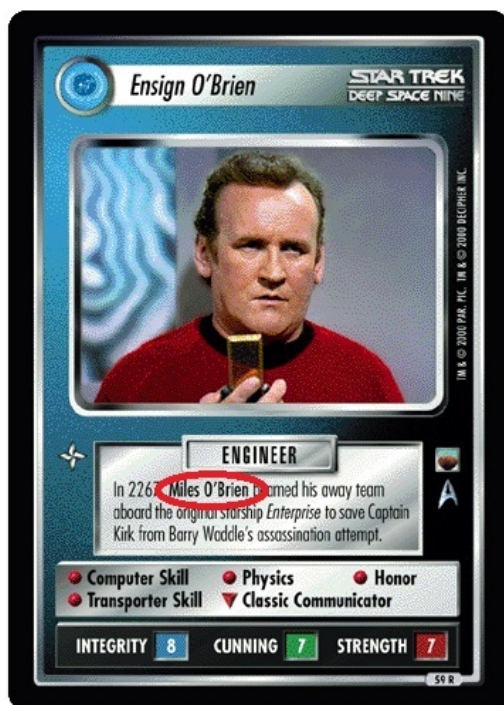 Ensign O'Brien
STAR TREK
DEEP SPACE NINE
TM & © 2000 PAR. PIC. TM & © 2000 DECIPHER INC.
ENGINEER
In Miles O'Brien his away team
aboard the original starship Enterprise to save Captain
Kirk from Barry Waddle's assassination attempt.
Computer Skill Physics Honor
Transporter Skill Classic Communicator
INTEGRITY 8 CUNNING 7 STRENGTH 7
59 R